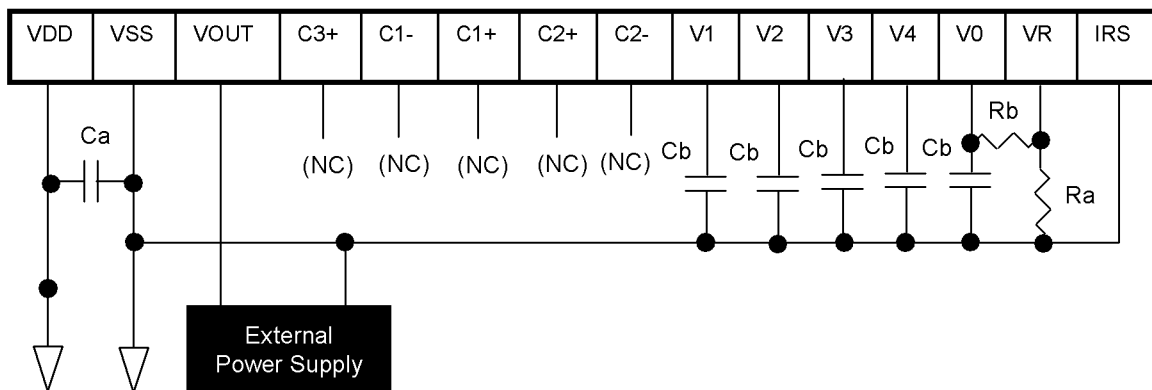 VDD VSS VOUT C3+ C1- C1+ C2+ C2- V1 V2 V3 V4 V0 VR IRS
Ca (NC) (NC) (NC) (NC) (NC) Cb Cb Cb Cb Cb Rb
Ra
External
Power Supply